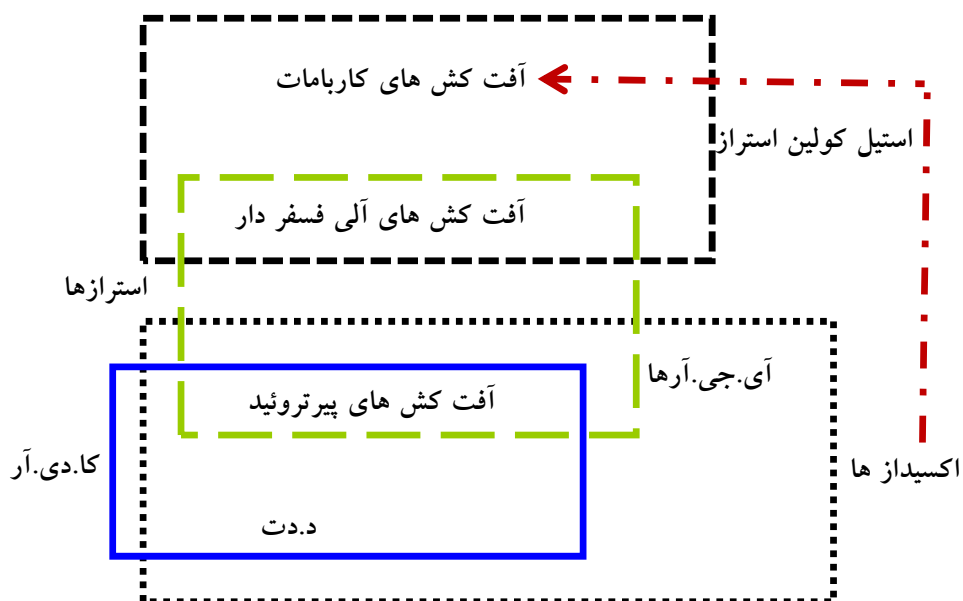 آفت کش های کاربامات
استیل کولین استراز
آفت کش های آلی فسفر دار
استرازها
آی.جی.آرها
آفت کش های پیرتروئید
کا.دی.آر
اکسیداز ها
د.دت